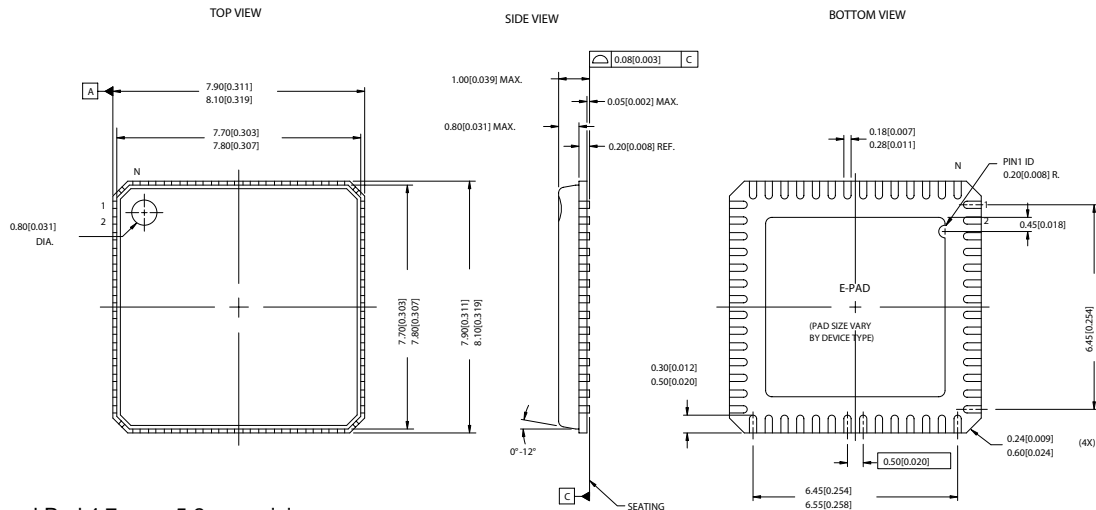 TOP VIEW
SIDE VIEW
BOTTOM VIEW
A
7.90[0.311]
8.10[0.319]
7.70[0.303]
7.80[0.307]
N
1
2
0.80[0.031]
DIA.
7.70[0.303]
7.80[0.307]
7.90[0.311]
8.10[0.319]
0.08[0.003] C
1.00[0.039] MAX.
0.05[0.002] MAX.
0.80[0.031] MAX.
0.20[0.008] REF.
0°-12°
C
SEATING
0.18[0.007]
0.28[0.011]
N
PIN1 ID
0.20[0.008] R.
1
2
0.45[0.018]
E-PAD
(PAD SIZE VARY
BY DEVICE TYPE)
6.45[0.254]
0.30[0.012]
0.50[0.020]
0.24[0.009]
0.60[0.024]
(4X)
0.50[0.020]
6.45[0.254]
6.55[0.258]